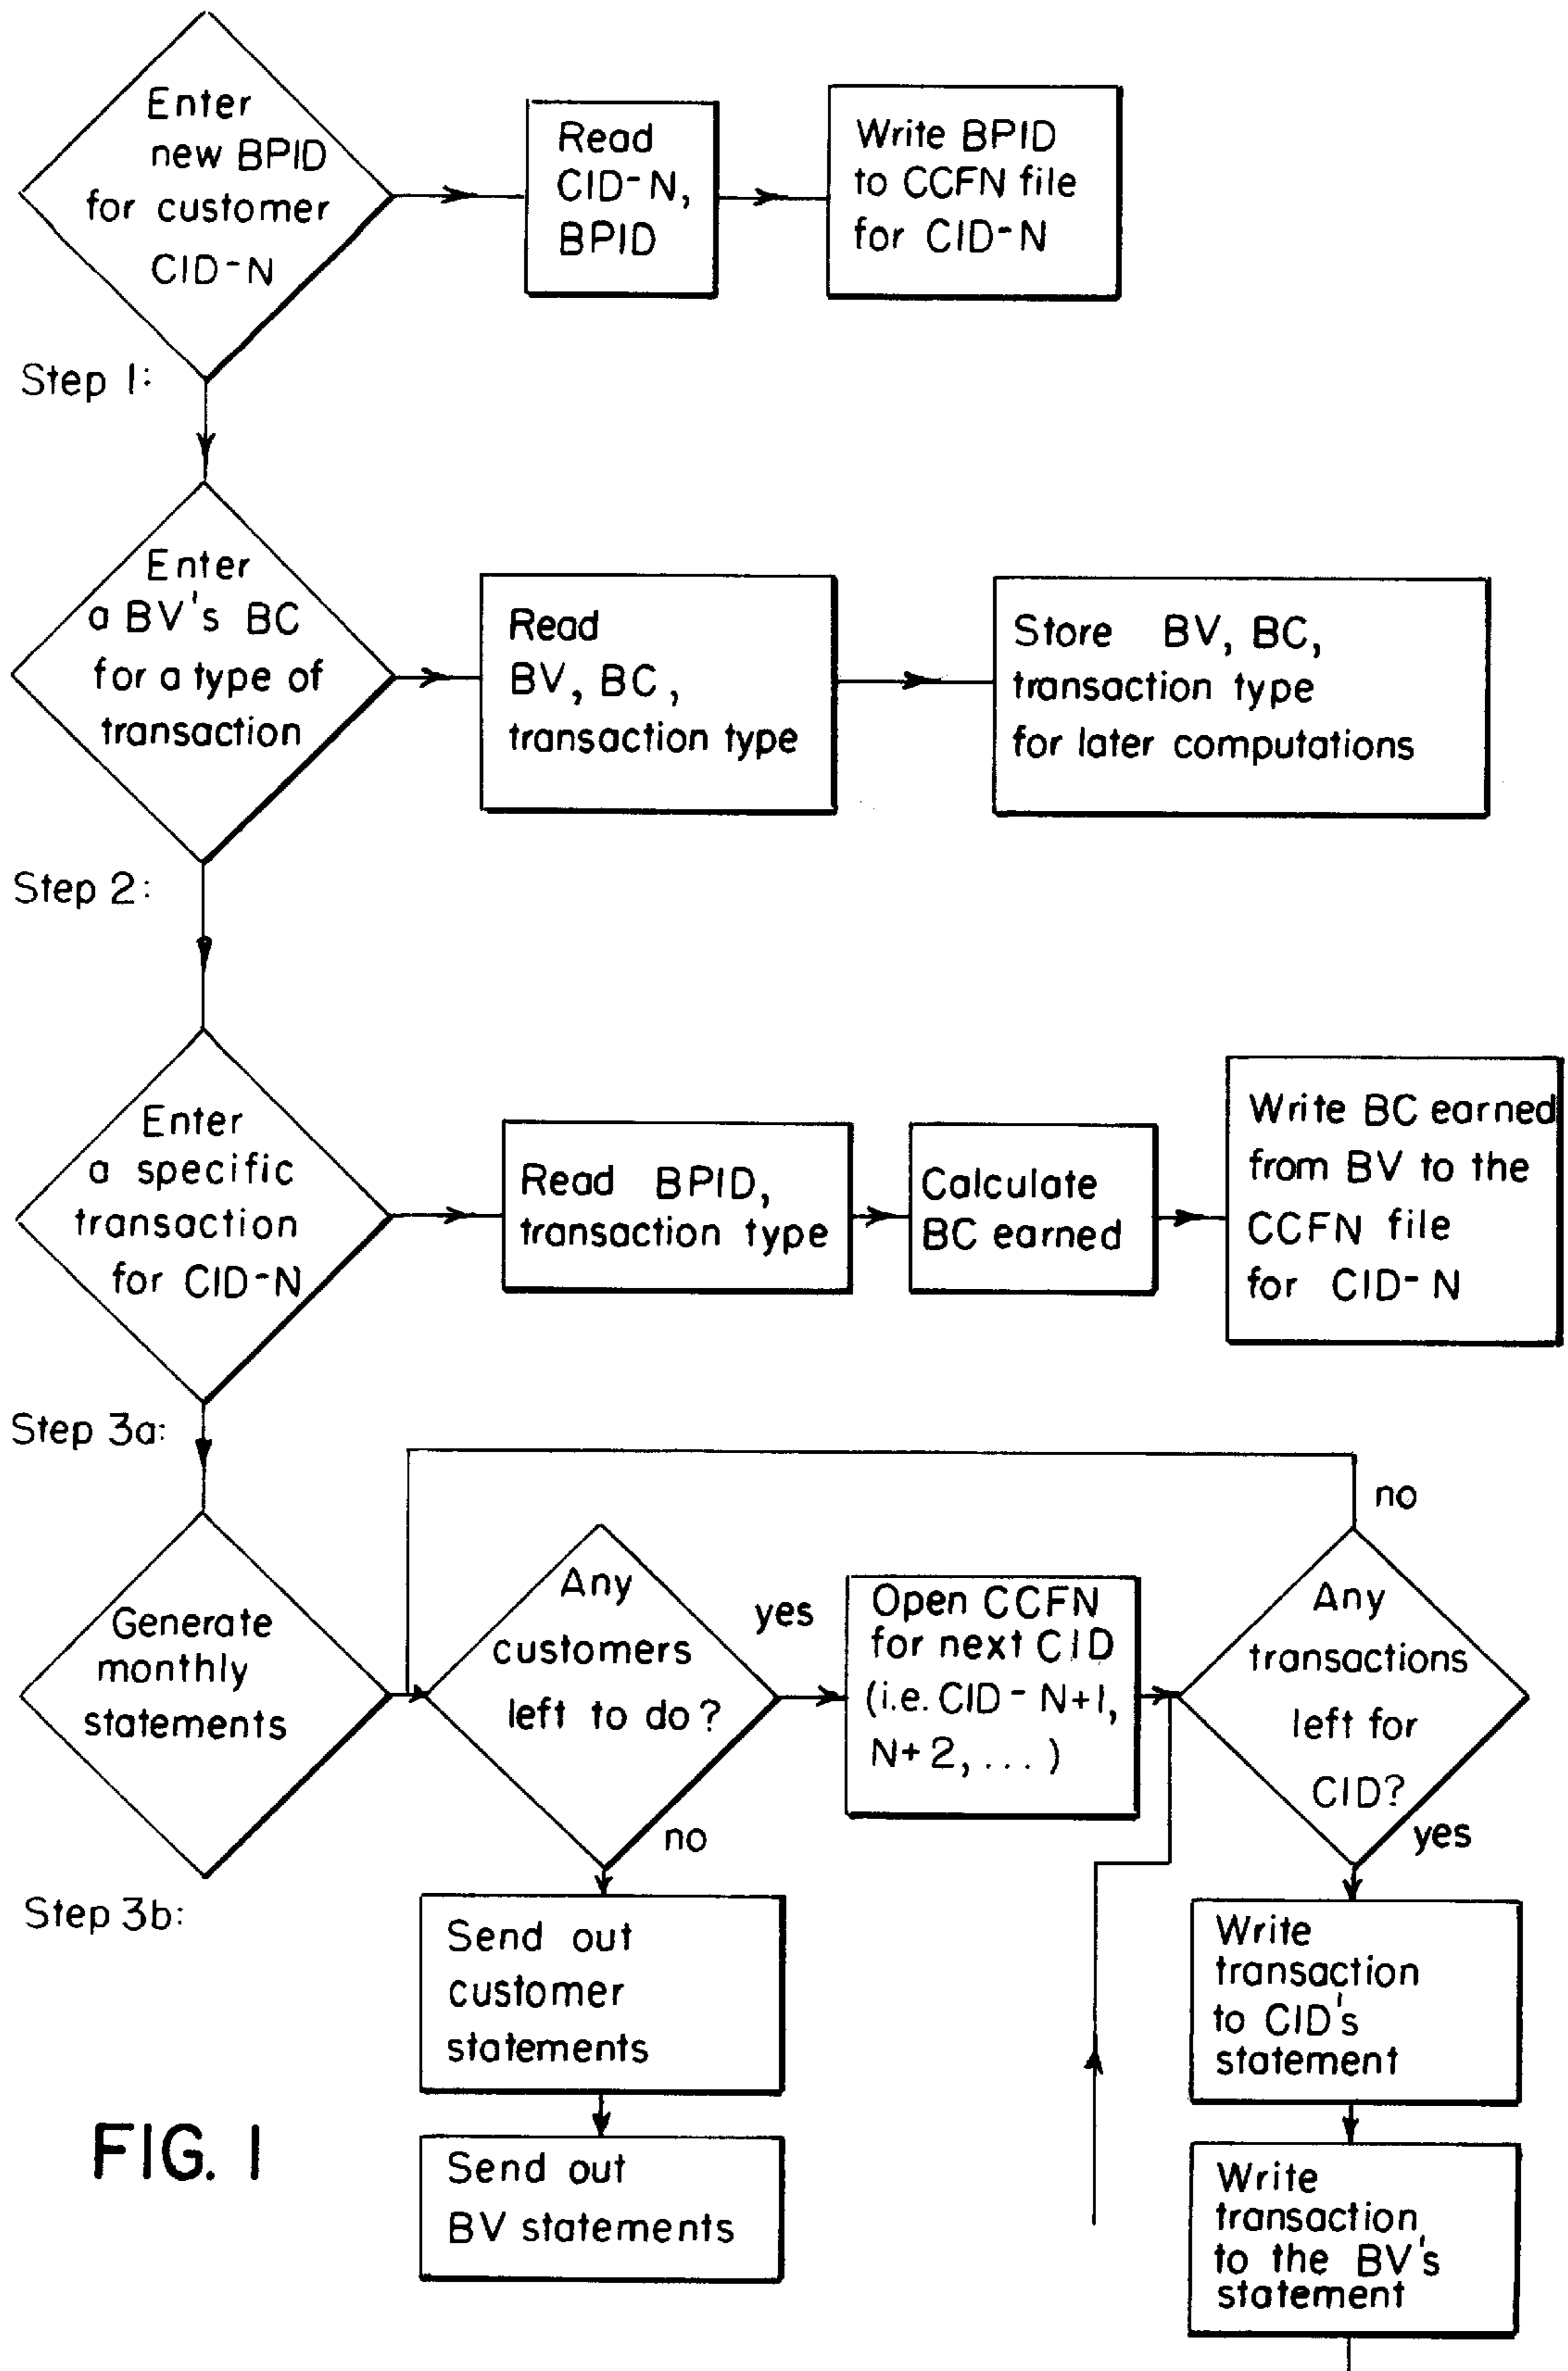 Enter
new BPID
for customer
CID-N
Read
CID-N,
BPID
Write BPID
to CCFN file
for CID-N
Step 1:
Enter
a BV's BC
for a type of
transaction
Read
BV, BC,
transaction type
Store BV, BC,
transaction type
for later computations
Step 2:
Enter
a specific
transaction
for CID-N
Read BPID,
transaction type
Calculate
BC earned
Write BC earned
from BV to the
CCFN file
for CID-N
Step 3a:
Generate
monthly
statements
Any
customers
left to do?
yes
no
Open CCFN
for next CID
(i.e. CID-N+1,
N+2, ...)
Any
transactions
left for
CID?
no
yes
Step 3b:
Send out
customer
statements
Send out
BV statements
Write
transaction
to CID's
statement
Write
transaction
to the BV's
statement
FIG. 1